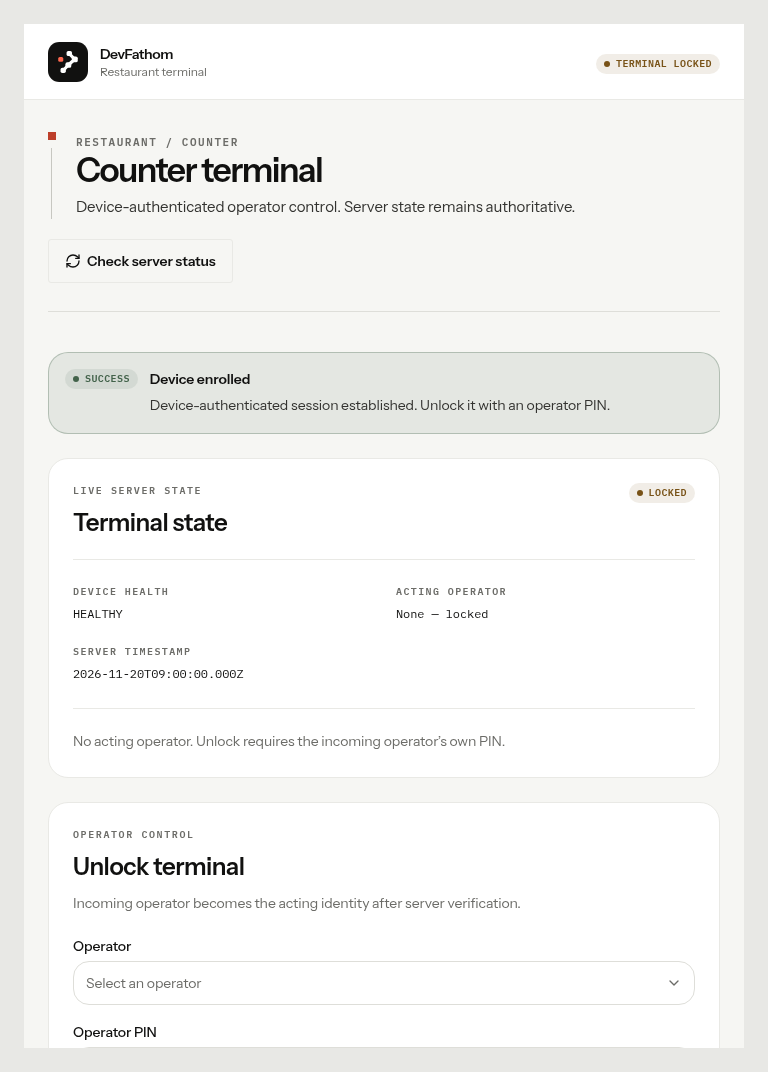 DevFathom
Restaurant terminal
TERMINAL LOCKED
RESTAURANT / COUNTER
Counter terminal
Device-authenticated operator control. Server state remains authoritative.
Check server status
SUCCESS
Device enrolled
Device-authenticated session established. Unlock it with an operator PIN.
LIVE SERVER STATE
LOCKED
Terminal state
DEVICE HEALTH
HEALTHY
ACTING OPERATOR
None — locked
SERVER TIMESTAMP
2026-11-20T09:00:00.000Z
No acting operator. Unlock requires the incoming operator's own PIN.
OPERATOR CONTROL
Unlock terminal
Incoming operator becomes the acting identity after server verification.
Operator
Select an operator
Operator PIN